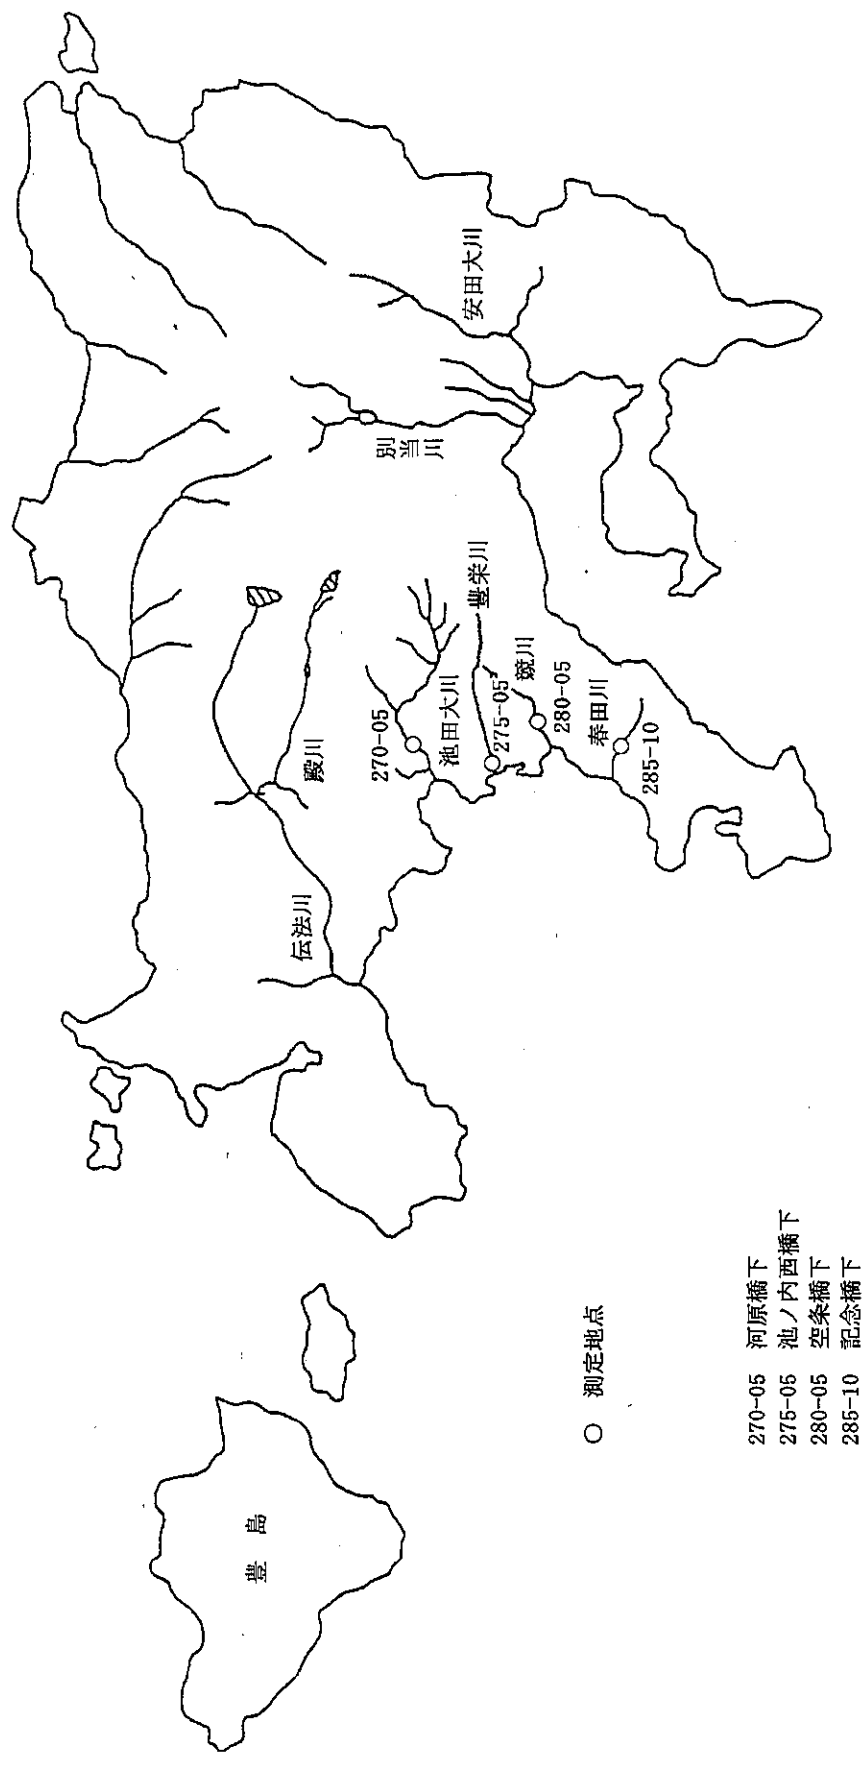 豊島
伝法川
殿川
270-05
池田大川
豊栄川
275-05
竸川
280-05
春田川
285-10
別当川
安田大川
○ 測定地点
270-05 河原橋下
275-05 池ノ内西橋下
280-05 空条橋下
285-10 記念橋下